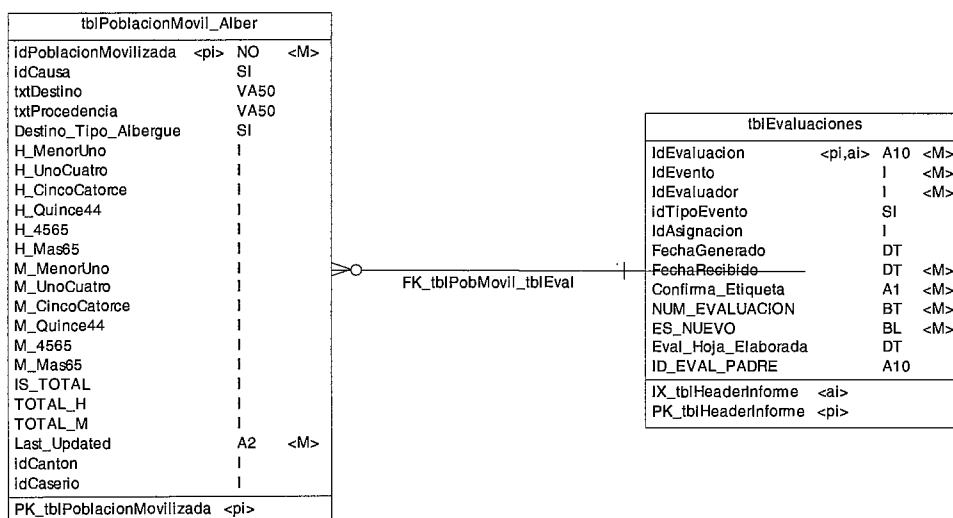 tblPoblacionMovil_Alber
idPoblacionMovilizada <pi> NO <M>
idCausa SI
txtDestino VA50
txtProcedencia VA50
Destino_Tipo_Albergue SI
H_MenorUno I
H_UnoCuatro I
H_CincoCatorce I
H_Quince44 I
H_4565 I
H_Mas65 I
M_MenorUno I
M_UnoCuatro I
M_CincoCatorce I
M_Quince44 I
M_4565 I
M_Mas65 I
IS_TOTAL I
TOTAL_H I
TOTAL_M I
Last_Updated A2 <M>
idCanton I
idCaserio I
PK_tblPoblacionMovilizada <pi>
FK_tblPobMovil_tblEval
tblEvaluaciones
IdEvaluacion <pi,ai> A10 <M>
IdEvento I <M>
IdEvaluador I <M>
idTipoEvento SI
IdAsignacion I
FechaGenerado DT
FechaRecibido DT <M>
Confirma_Etiqueta A1 <M>
NUM_EVALUACION BT <M>
ES_NUEVO BL <M>
Eval_Hoja_Elaborada DT
ID_EVAL_PADRE A10
IX_tblHeaderInforme <ai>
PK_tblHeaderInforme <pi>